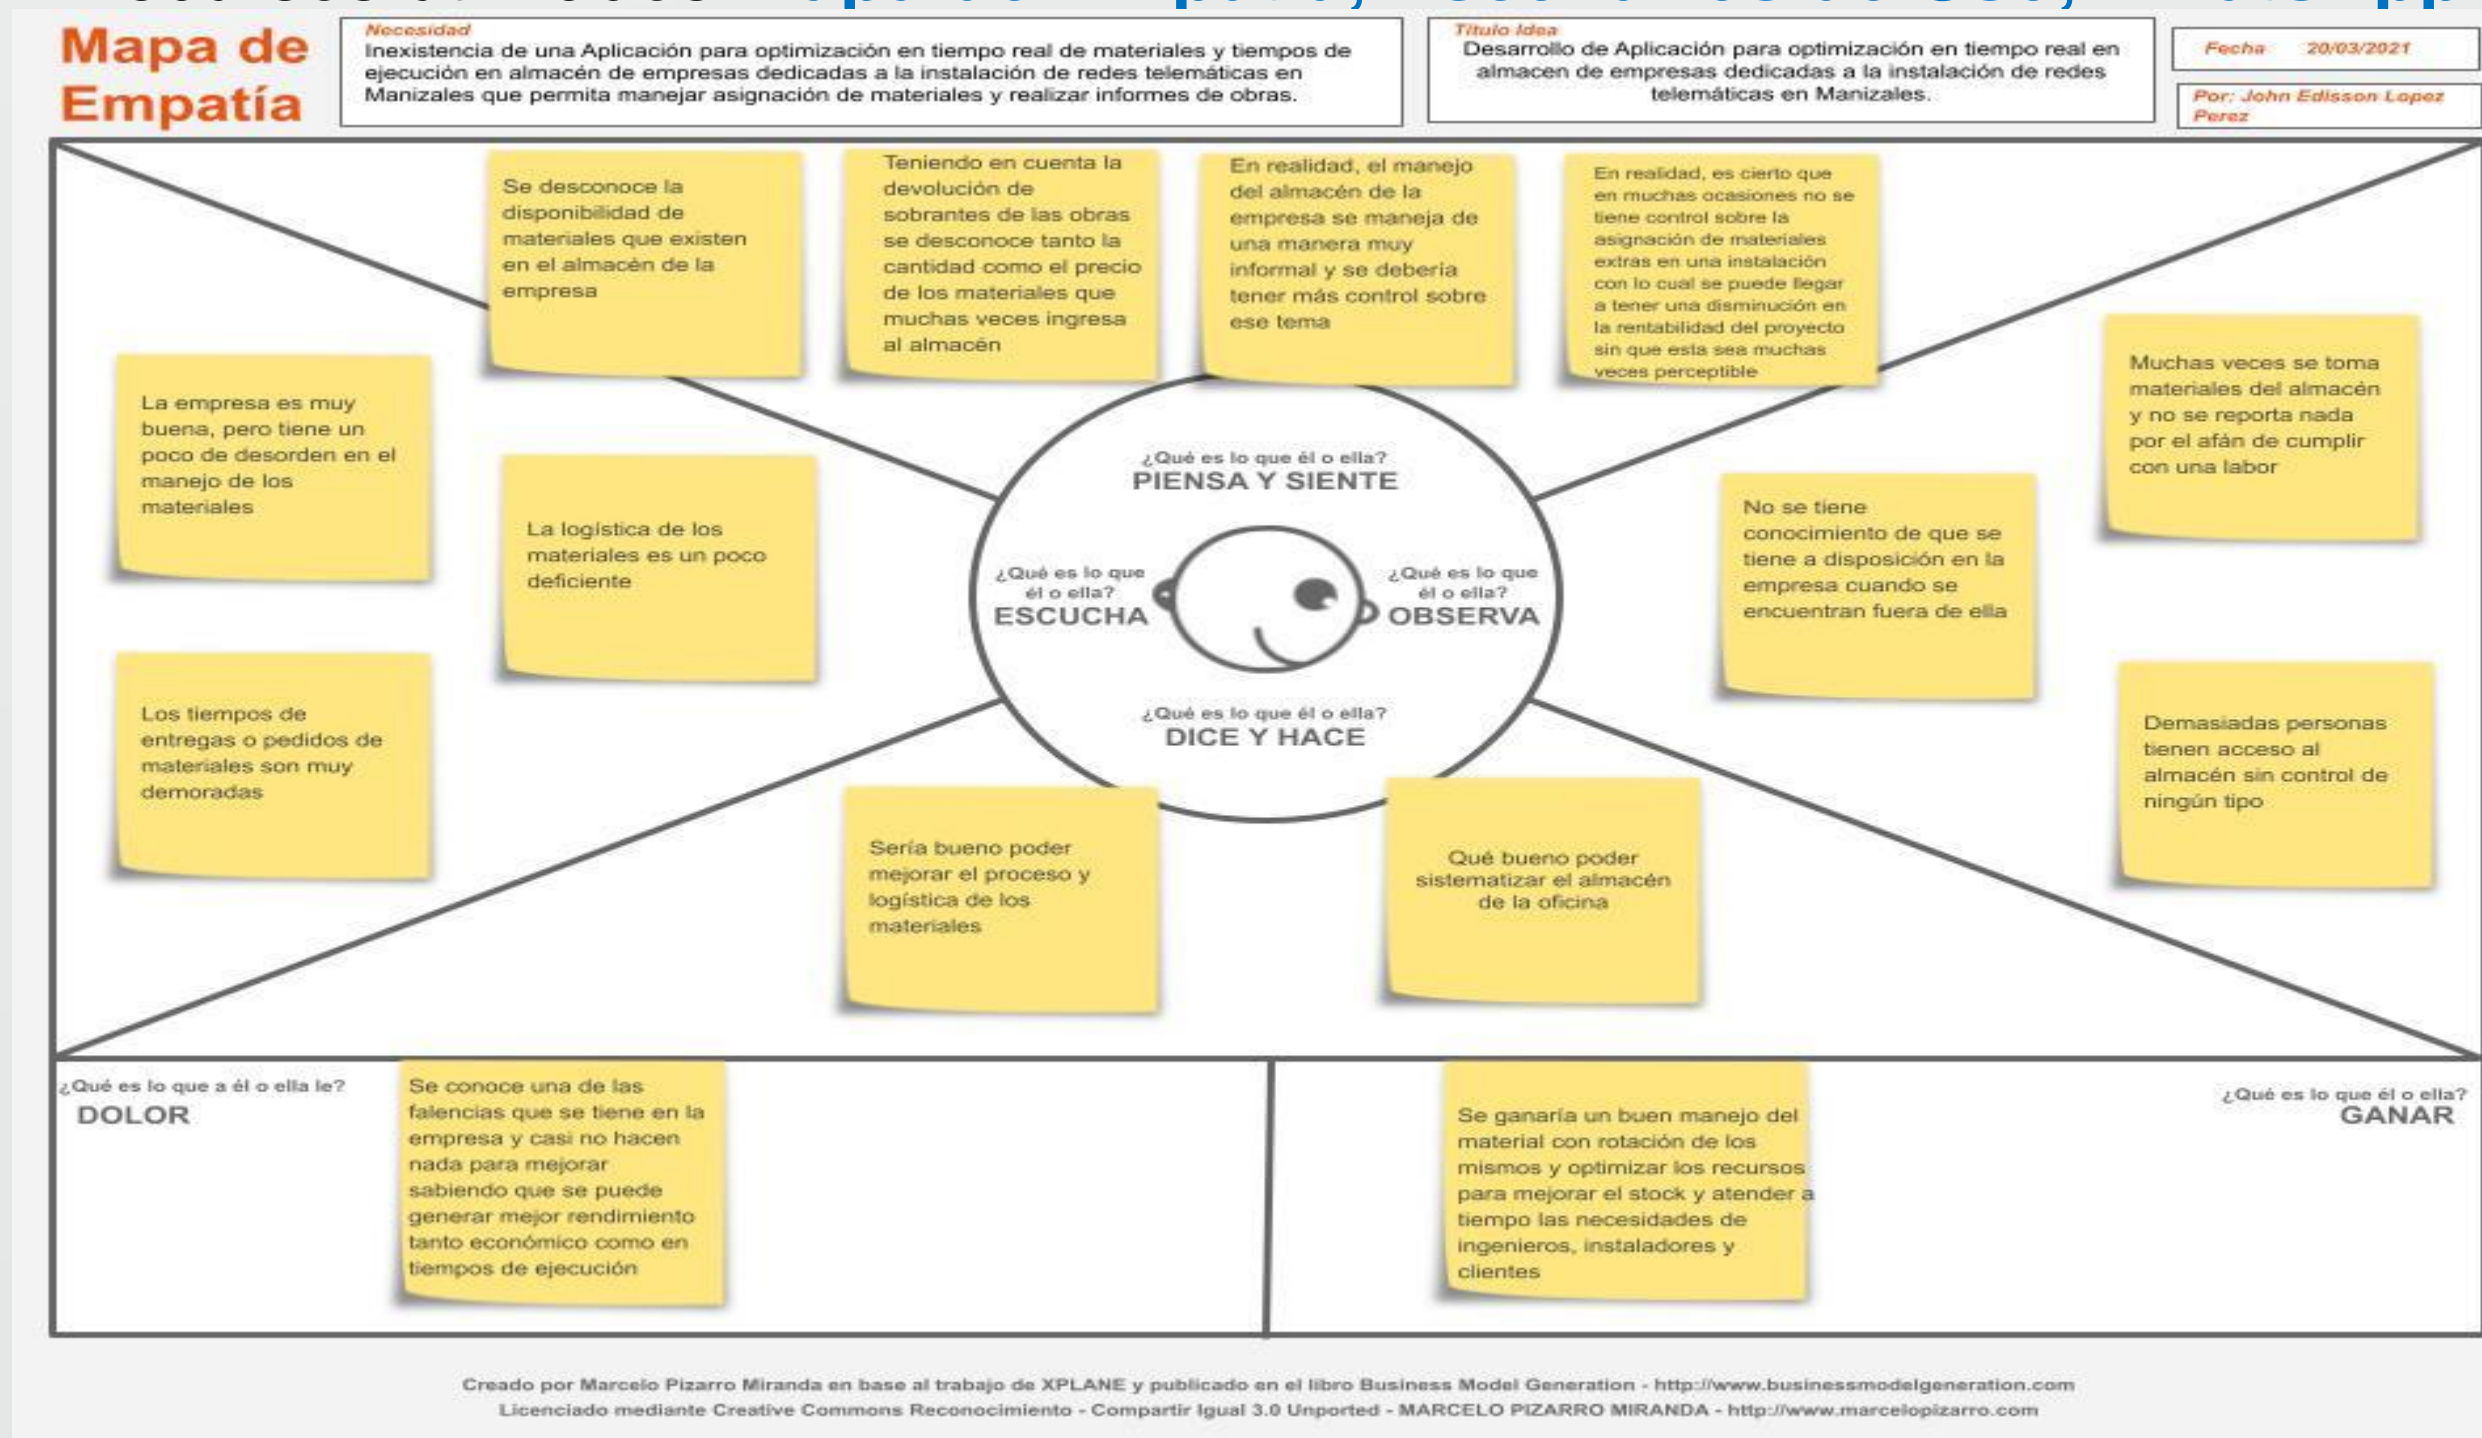 Mapa de
Empatía
Necesidad
Inexistencia de una Aplicación para optimización en tiempo real de materiales y tiempos de
ejecución en almacén de empresas dedicadas a la instalación de redes telemáticas en
Manizales que permita manejar asignación de materiales y realizar informes de obras.
Título Idea
Desarrollo de Aplicación para optimización en tiempo real en
almacen de empresas dedicadas a la instalación de redes
telemáticas en Manizales.
Fecha 20/03/2021
Por: John Edisson Lopez
Perez
Se desconoce la
disponibilidad de
materiales que existen
en el almacén de la
empresa
Teniendo en cuenta la
devolución de
sobrantes de las obras
se desconoce tanto la
cantidad como el precio
de los materiales que
muchas veces ingresa
al almacén
En realidad, el manejo
del almacén de la
empresa se maneja de
una manera muy
informal y se debería
tener más control sobre
ese tema
En realidad, es cierto que
en muchas ocasiones no se
tiene control sobre la
asignación de materiales
extras en una instalación
con lo cual se puede llegar
a tener una disminución en
la rentabilidad del proyecto
sin que esta sea muchas
veces perceptible
La empresa es muy
buena, pero tiene un
poco de desorden en el
manejo de los
materiales
La logística de los
materiales es un poco
deficiente
Los tiempos de
entregas o pedidos de
materiales son muy
demoradas
¿Qué es lo que él o ella?
PIENSA Y SIENTE
¿Qué es lo que
él o ella?
ESCUCHA
¿Qué es lo que
él o ella?
OBSERVA
¿Qué es lo que él o ella?
DICE Y HACE
Muchas veces se toma
materiales del almacén
y no se reporta nada
por el afán de cumplir
con una labor
No se tiene
conocimiento de que se
tiene a disposición en la
empresa cuando se
encuentran fuera de ella
Demasiadas personas
tienen acceso al
almacén sin control de
ningún tipo
Sería bueno poder
mejorar el proceso y
logística de los
materiales
Qué bueno poder
sistematizar el almacén
de la oficina
¿Qué es lo que a él o ella le?
DOLOR
Se conoce una de las
falencias que se tiene en la
empresa y casi no hacen
nada para mejorar
sabiendo que se puede
generar mejor rendimiento
tanto económico como en
tiempos de ejecución
Se ganaría un buen manejo del
material con rotación de los
mismos y optimizar los recursos
para mejorar el stock y atender a
tiempo las necesidades de
ingenieros, instaladores y
clientes
¿Qué es lo que él o ella?
GANAR
Creado por Marcelo Pizarro Miranda en base al trabajo de XPLANE y publicado en el libro Business Model Generation - http://www.businessmodelgeneration.com
Licenciado mediante Creative Commons Reconocimiento - Compartir Igual 3.0 Unported - MARCELO PIZARRO MIRANDA - http://www.marcelopizarro.com